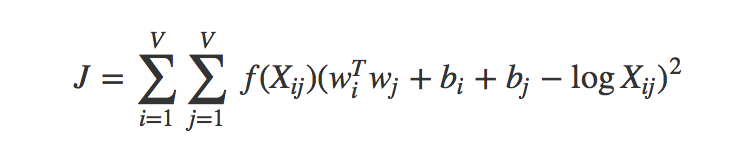 J = \sum_{i=1}^{V} \sum_{j=1}^{V} f(X_{ij})(w_i^T w_j + b_i + b_j - \log X_{ij})^2